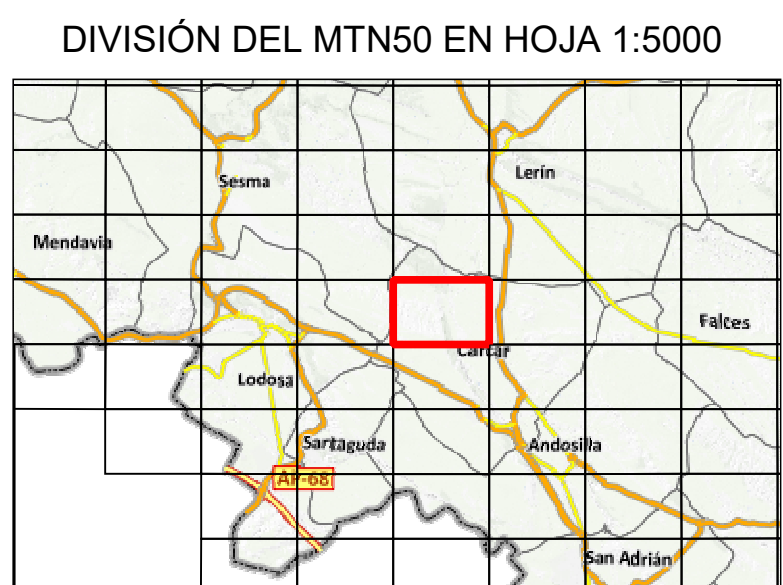 DIVISIÓN DEL MTN50 EN HOJA 1:5000
Lerín
Sesma
Mendavia
Falces
Cárcar
Lodosa
Sartaguda
Andosilla
AP-68
San Adrián